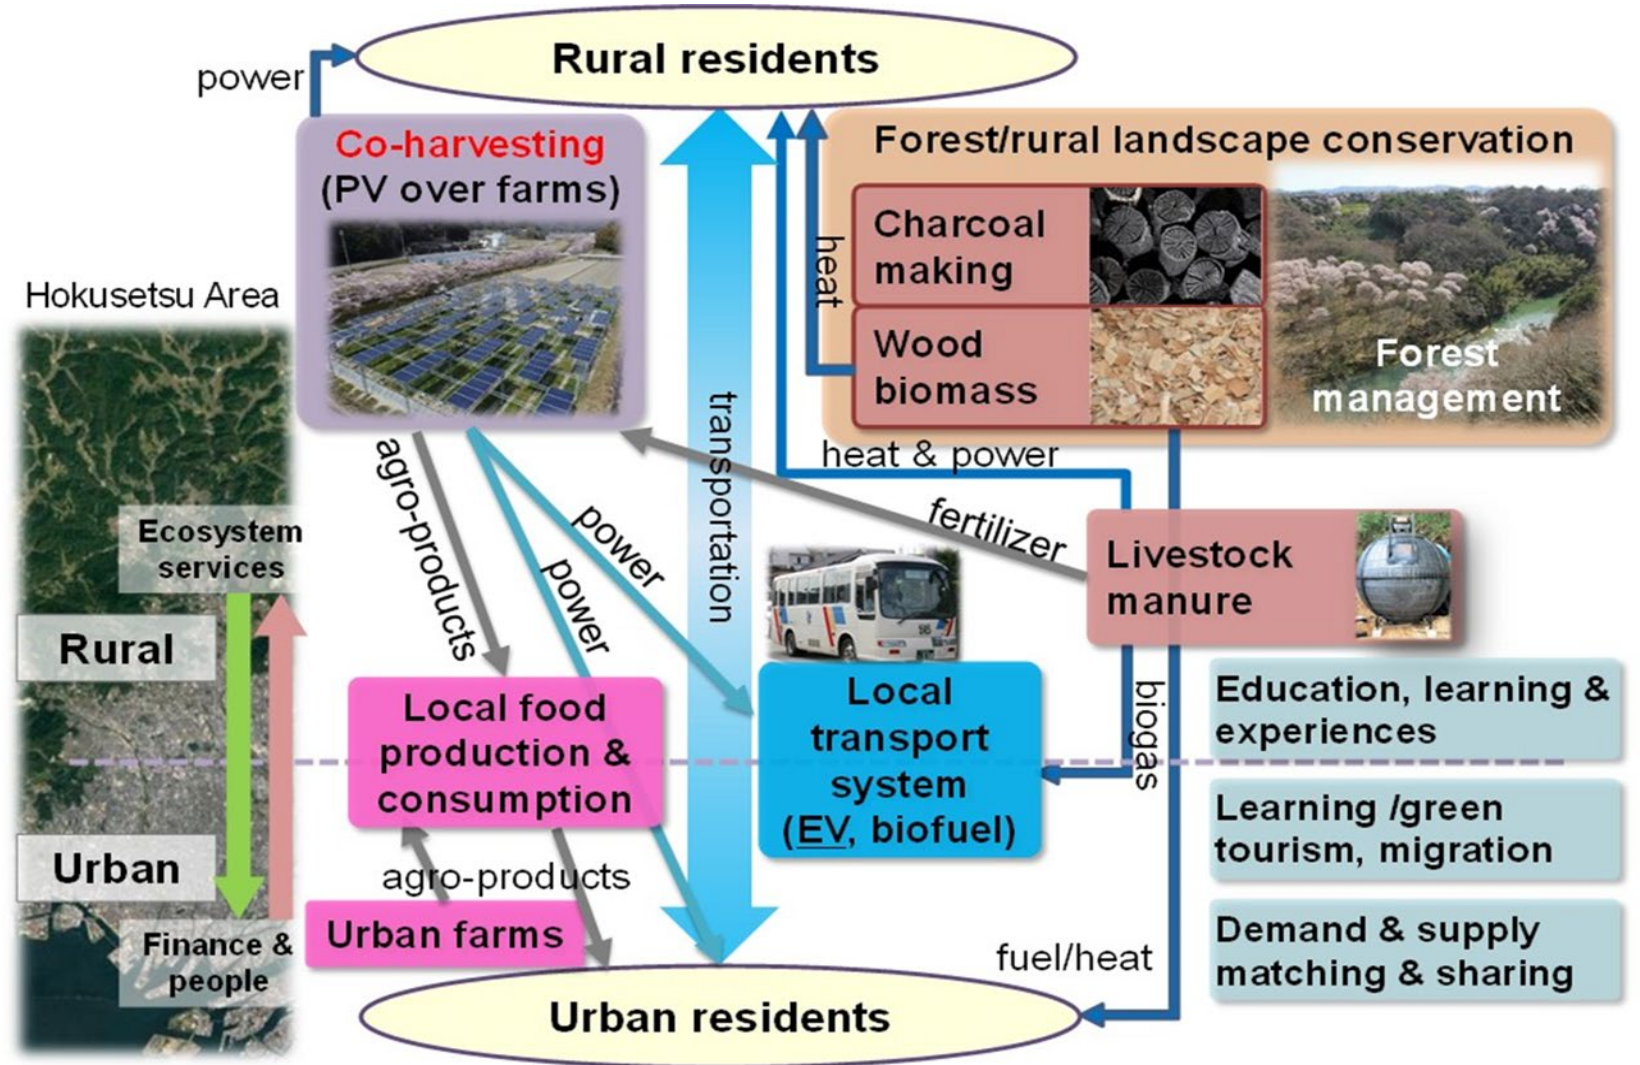 Rural residents
power
Co-harvesting
(PV over farms)
Forest/rural landscape conservation
Charcoal
making
heat
Wood
biomass
Forest
management
Hokusetsu Area
transportation
agro-products
heat & power
fertilizer
power
power
Ecosystem
services
Livestock
manure
Rural
Local food
production &
consumption
Local
transport
system
(EV, biofuel)
biogas
Education, learning &
experiences
Learning /green
tourism, migration
Urban
agro-products
Urban farms
Finance &
people
fuel/heat
Demand & supply
matching & sharing
Urban residents